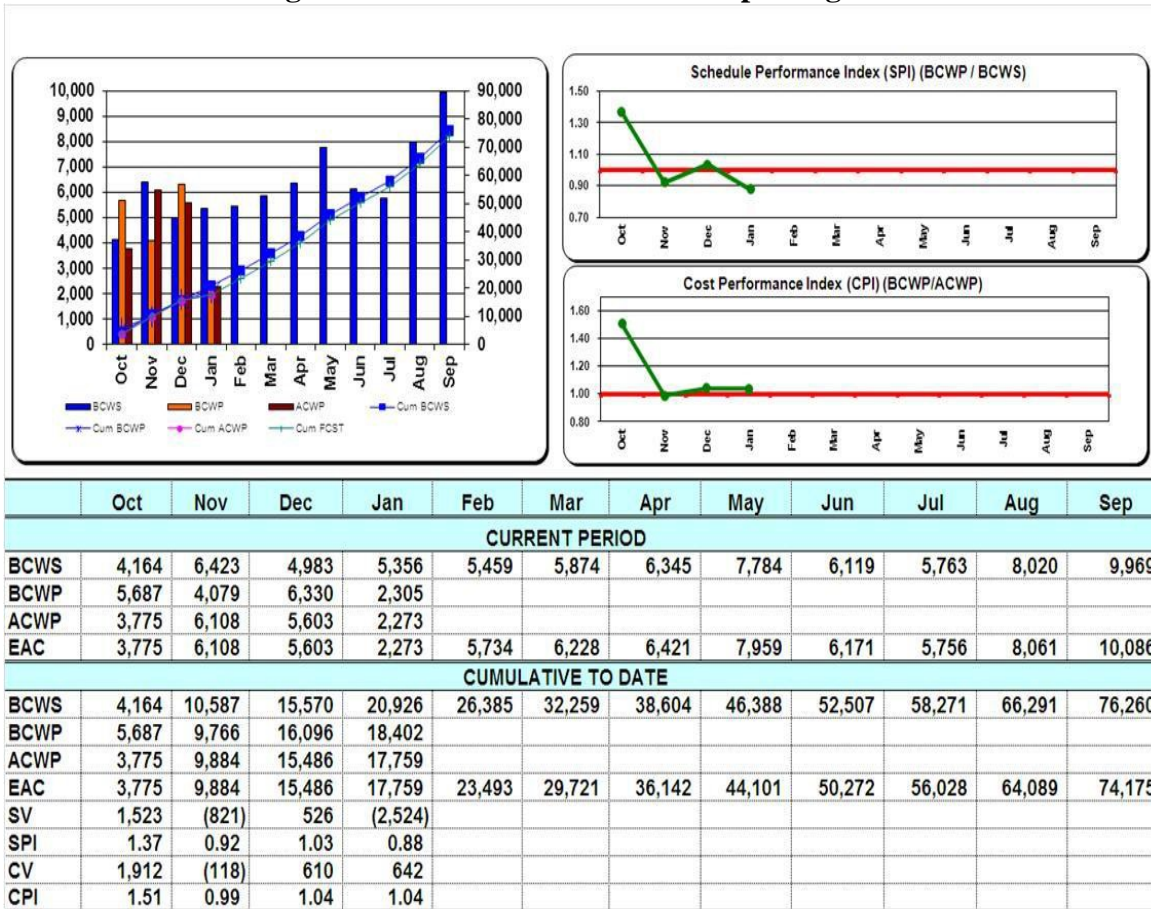 10,000
9,000
8,000
7,000
6,000
5,000
4,000
3,000
2,000
1,000
0
90,000
80,000
70,000
60,000
50,000
40,000
30,000
20,000
10,000
0
Oct Nov Dec Jan Feb Mar Apr May Jun Jul Aug Sep
BCWS BCWP ACWP Cum BCWS
Cum BCWP Cum ACWP Cum FCST
Schedule Performance Index (SPI) (BCWP / BCWS)
1.50
1.30
1.10
0.90
0.70
Oct Nov Dec Jan Feb Mar Apr May Jun Jul Aug Sep
Cost Performance Index (CPI) (BCWP/ACWP)
1.60
1.40
1.20
1.00
0.80
Oct Nov Dec Jan Feb Mar Apr May Jun Jul Aug Sep
Oct Nov Dec Jan Feb Mar Apr May Jun Jul Aug Sep
CURRENT PERIOD
BCWS 4,164 6,423 4,983 5,356 5,459 5,874 6,345 7,784 6,119 5,763 8,020 9,969
BCWP 5,687 4,079 6,330 2,305
ACWP 3,775 6,108 5,603 2,273
EAC 3,775 6,108 5,603 2,273 5,734 6,228 6,421 7,959 6,171 5,756 8,061 10,086
CUMULATIVE TO DATE
BCWS 4,164 10,587 15,570 20,926 26,385 32,259 38,604 46,388 52,507 58,271 66,291 76,260
BCWP 5,687 9,766 16,096 18,402
ACWP 3,775 9,884 15,486 17,759
EAC 3,775 9,884 15,486 17,759 23,493 29,721 36,142 44,101 50,272 56,028 64,089 74,175
SV 1,523 (821) 526 (2,524)
SPI 1.37 0.92 1.03 0.88
CV 1,912 (118) 610 642
CPI 1.51 0.99 1.04 1.04